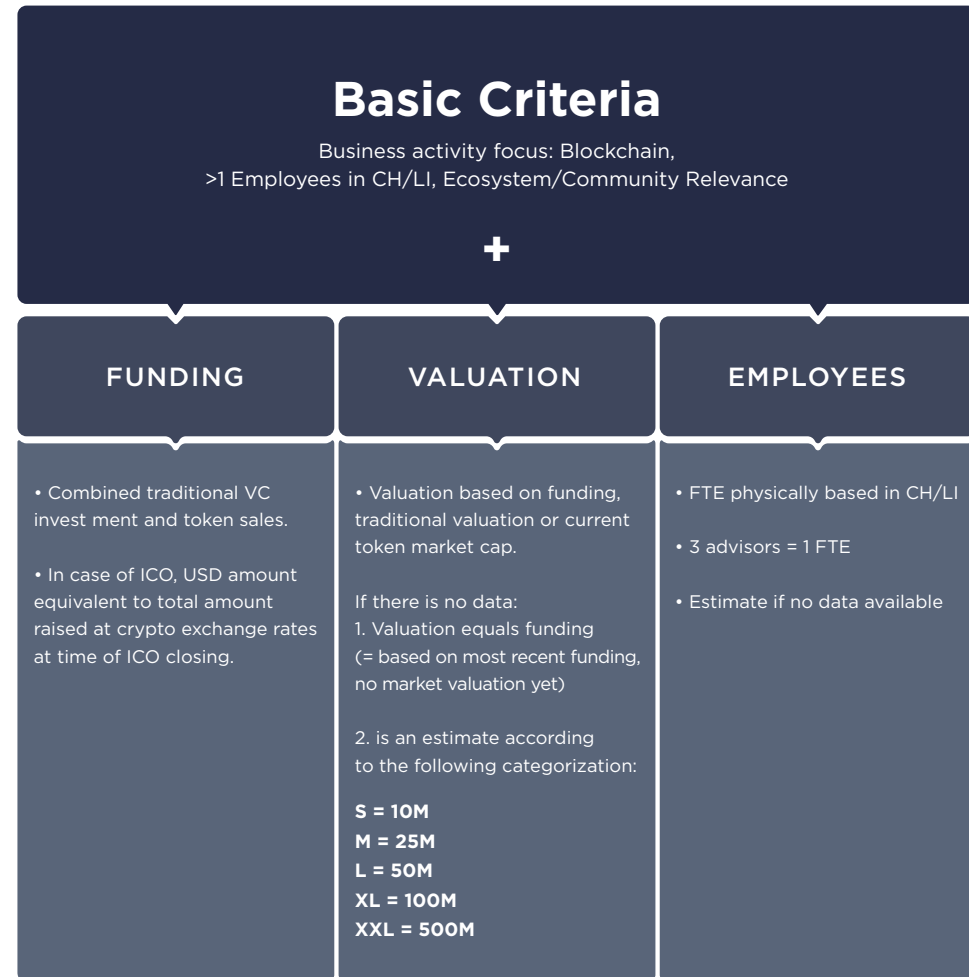 Basic Criteria
Business activity focus: Blockchain,
>1 Employees in CH/LI, Ecosystem/Community Relevance
+
FUNDING
• Combined traditional VC
invest ment and token sales.
• In case of ICO, USD amount
equivalent to total amount
raised at crypto exchange rates
at time of ICO closing.
VALUATION
• Valuation based on funding,
traditional valuation or current
token market cap.
If there is no data:
1. Valuation equals funding
(= based on most recent funding,
no market valuation yet)
2. is an estimate according
to the following categorization:
S = 10M
M = 25M
L = 50M
XL = 100M
XXL = 500M
EMPLOYEES
• FTE physically based in CH/LI
• 3 advisors = 1 FTE
• Estimate if no data available